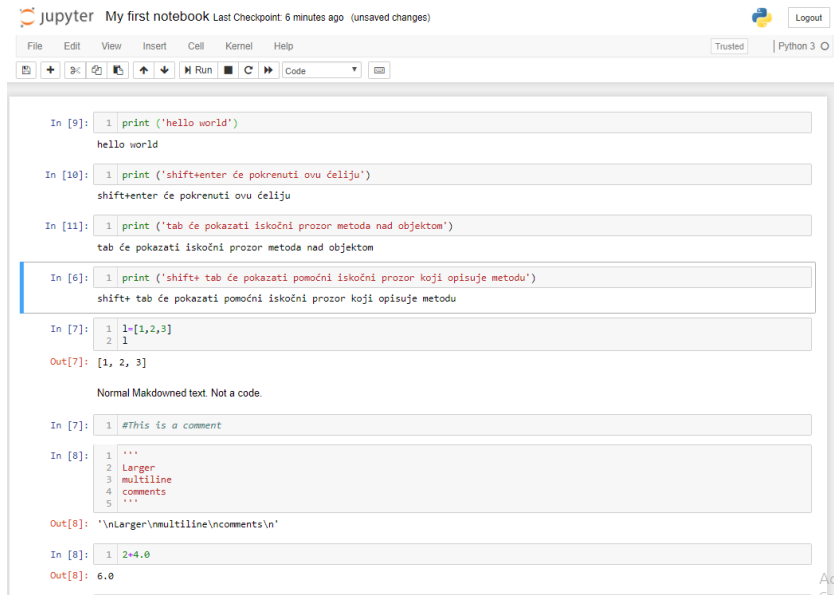 jupyter My first notebook Last Checkpoint: 6 minutes ago (unsaved changes) Logout
File Edit View Insert Cell Kernel Help Trusted Python 3
Run Code
In [9]: 1 print ('hello world')
hello world
In [10]: 1 print ('shift+enter će pokrenuti ovu ćeliju')
shift+enter će pokrenuti ovu ćeliju
In [11]: 1 print ('tab će pokazati iskočni prozor metoda nad objektom')
tab će pokazati iskočni prozor metoda nad objektom
In [6]: 1 print ('shift+ tab će pokazati pomoćni iskočni prozor koji opisuje metodu')
shift+ tab će pokazati pomoćni iskočni prozor koji opisuje metodu
In [7]: 1 l=[1,2,3]
2 l
Out[7]: [1, 2, 3]
Normal Makdowned text. Not a code.
In [7]: 1 #This is a comment
In [8]: 1 '''
2 Larger
3 multiline
4 comments
5 '''
Out[8]: '\nLarger\nmultiline\ncomments\n'
In [8]: 1 2+4.0
Out[8]: 6.0